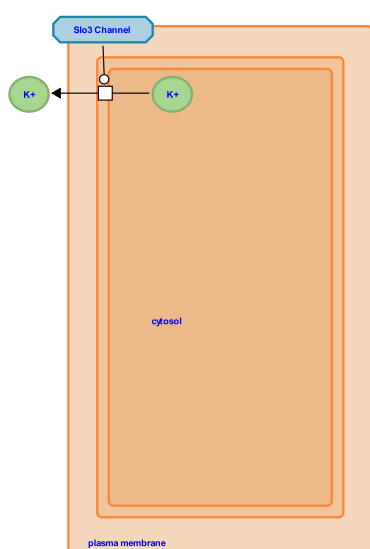 Slo3 Channel
K+
K+
cytosol
plasma membrane